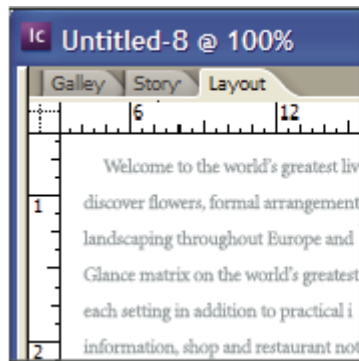 Ic Untitled-8 @ 100%
Galley Story Layout
6 12
Welcome to the world's greatest liv
1
discover flowers, formal arrangement
landscaping throughout Europe and
Glance matrix on the world's greatest
each setting in addition to practical i
2
information, shop and restaurant no